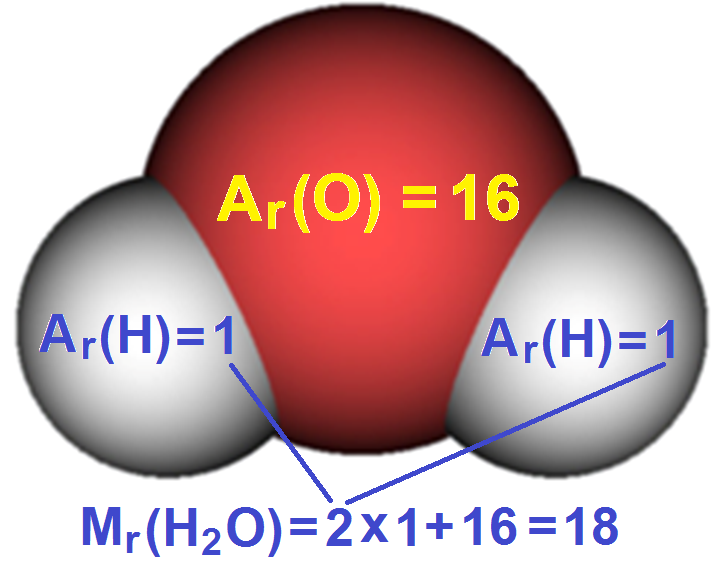 Ar(O) = 16
Ar(H)=1
Ar(H)=1
Mr(H2O)=2x1+16=18